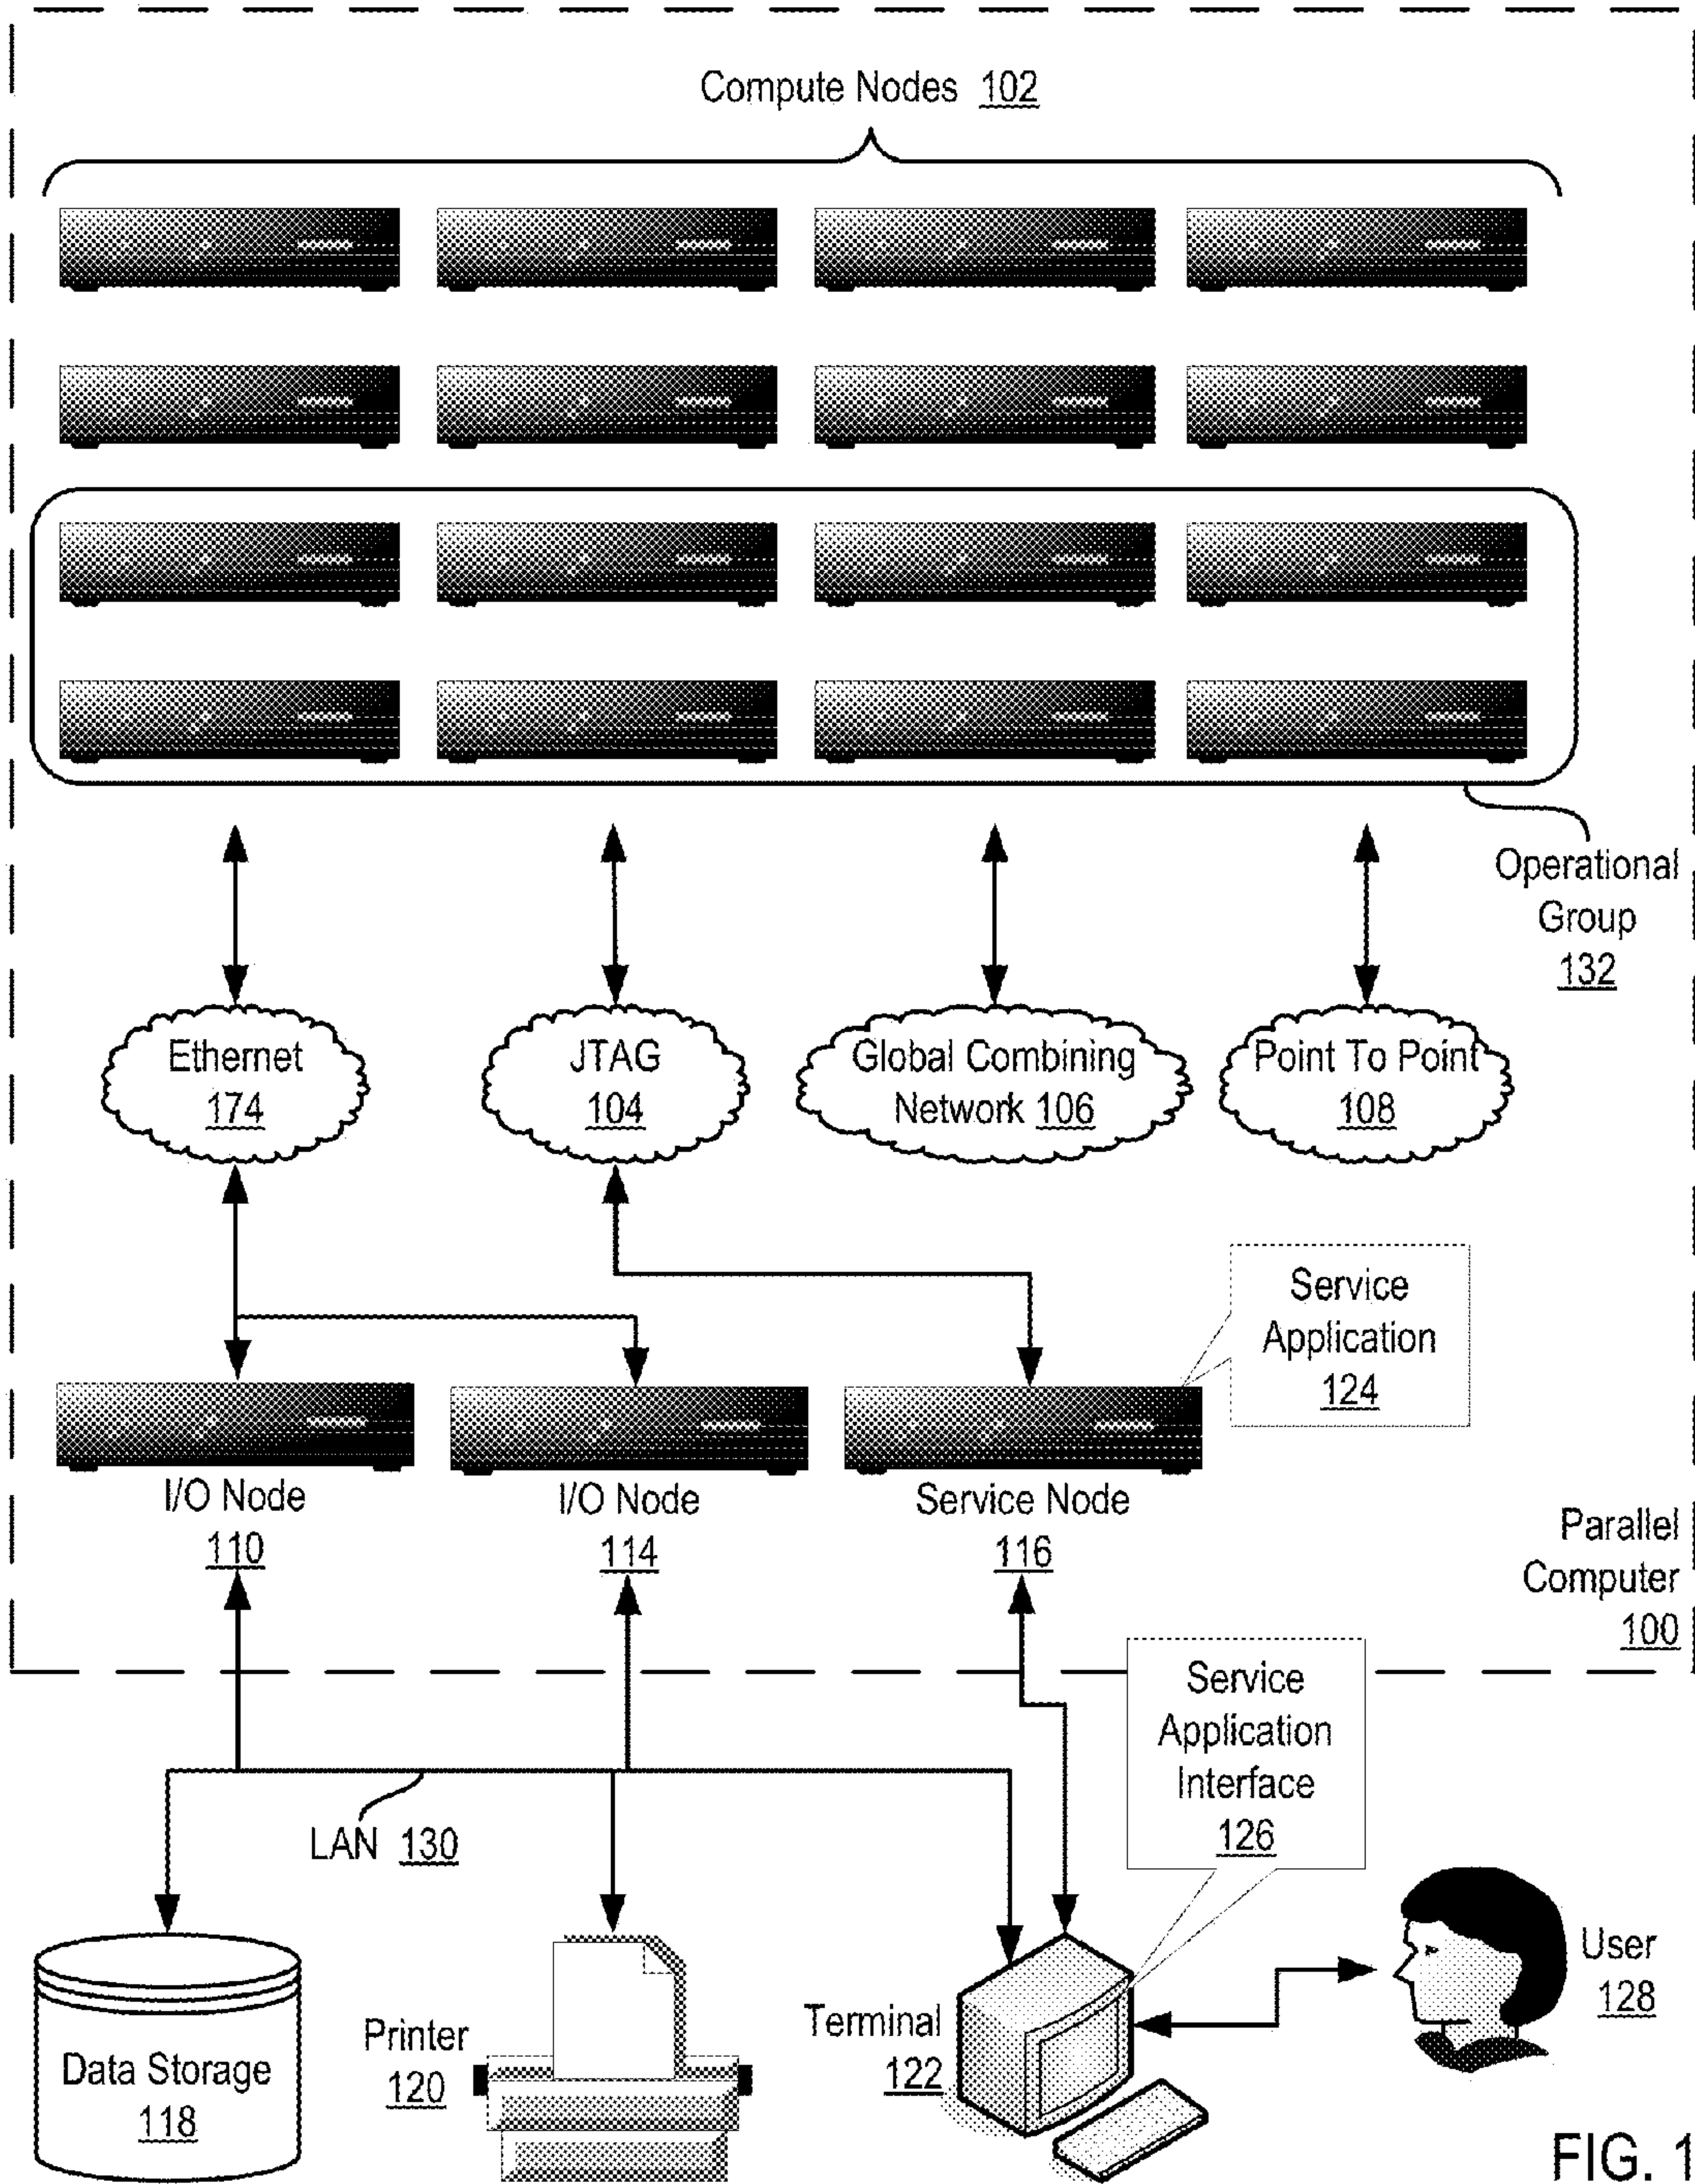 Compute Nodes 102
Operational
Group
132
Ethernet
174
JTAG
104
Global Combining
Network 106
Point To Point
108
Service
Application
124
I/O Node
110
I/O Node
114
Service Node
116
Parallel
Computer
100
Service
Application
Interface
126
LAN 130
Data Storage
118
Printer
120
Terminal
122
User
128
FIG. 1